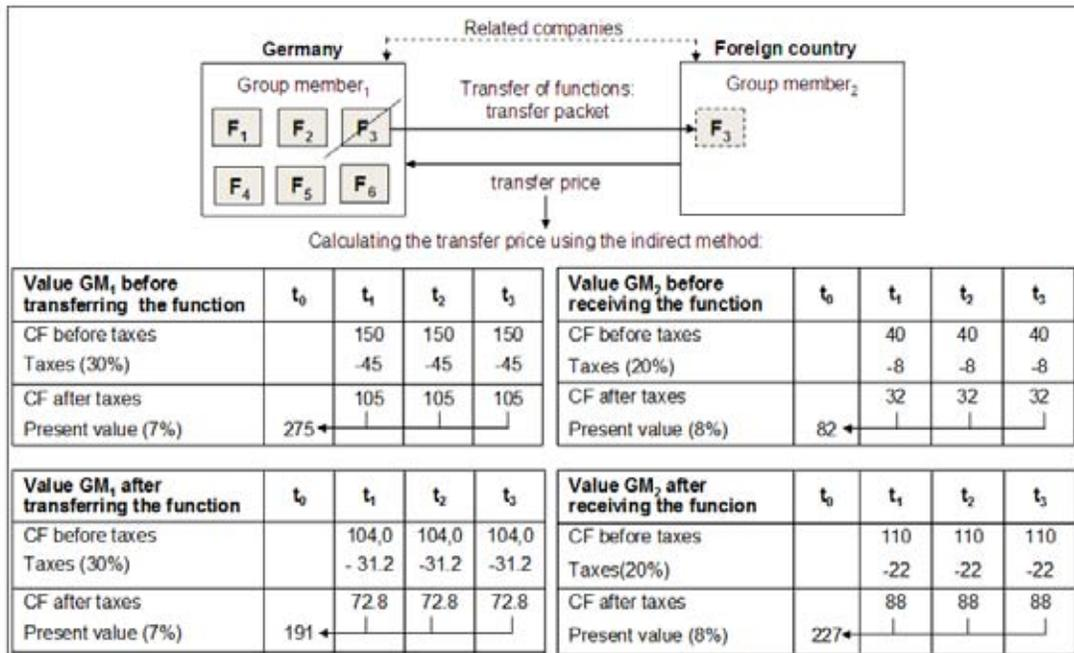 Related companies
Germany
Foreign country
Group member1
Group member2
Transfer of functions:
transfer packet
F1 F2 F3
F3
F4 F5 F6
transfer price
Calculating the transfer price using the indirect method:
Value GM1 before
transferring the function t0 t1 t2 t3
CF before taxes 150 150 150
Taxes (30%) -45 -45 -45
CF after taxes 105 105 105
Present value (7%) 275
Value GM2 before
receiving the function t0 t1 t2 t3
CF before taxes 40 40 40
Taxes (20%) -8 -8 -8
CF after taxes 32 32 32
Present value (8%) 82
Value GM1 after
transferring the function t0 t1 t2 t3
CF before taxes 104,0 104,0 104,0
Taxes (30%) - 31.2 -31.2 -31.2
CF after taxes 72.8 72.8 72.8
Present value (7%) 191
Value GM2 after
receiving the funcion t0 t1 t2 t3
CF before taxes 110 110 110
Taxes(20%) -22 -22 -22
CF after taxes 88 88 88
Present value (8%) 227